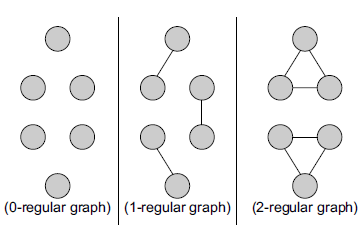 (0-regular graph)
(1-regular graph)
(2-regular graph)